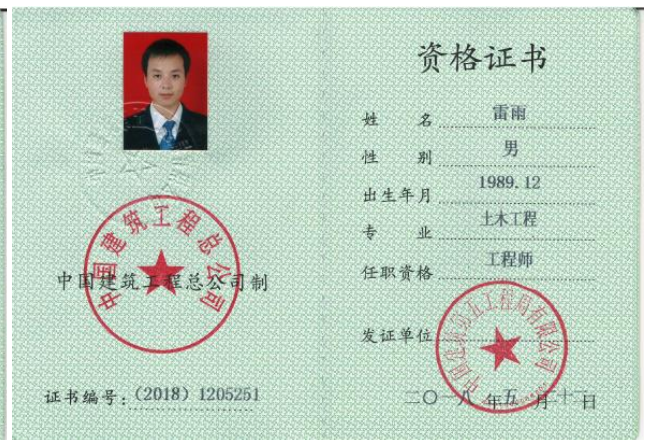 中国建筑工程总公司
中国建筑工程总公司制
证书编号:(2018)1205251
资格证书
姓 名 雷雨
性 别 男
出生年月 1989.12
专 业 土木工程
任职资格 工程师
发证单位
二〇一八年五月二十一日